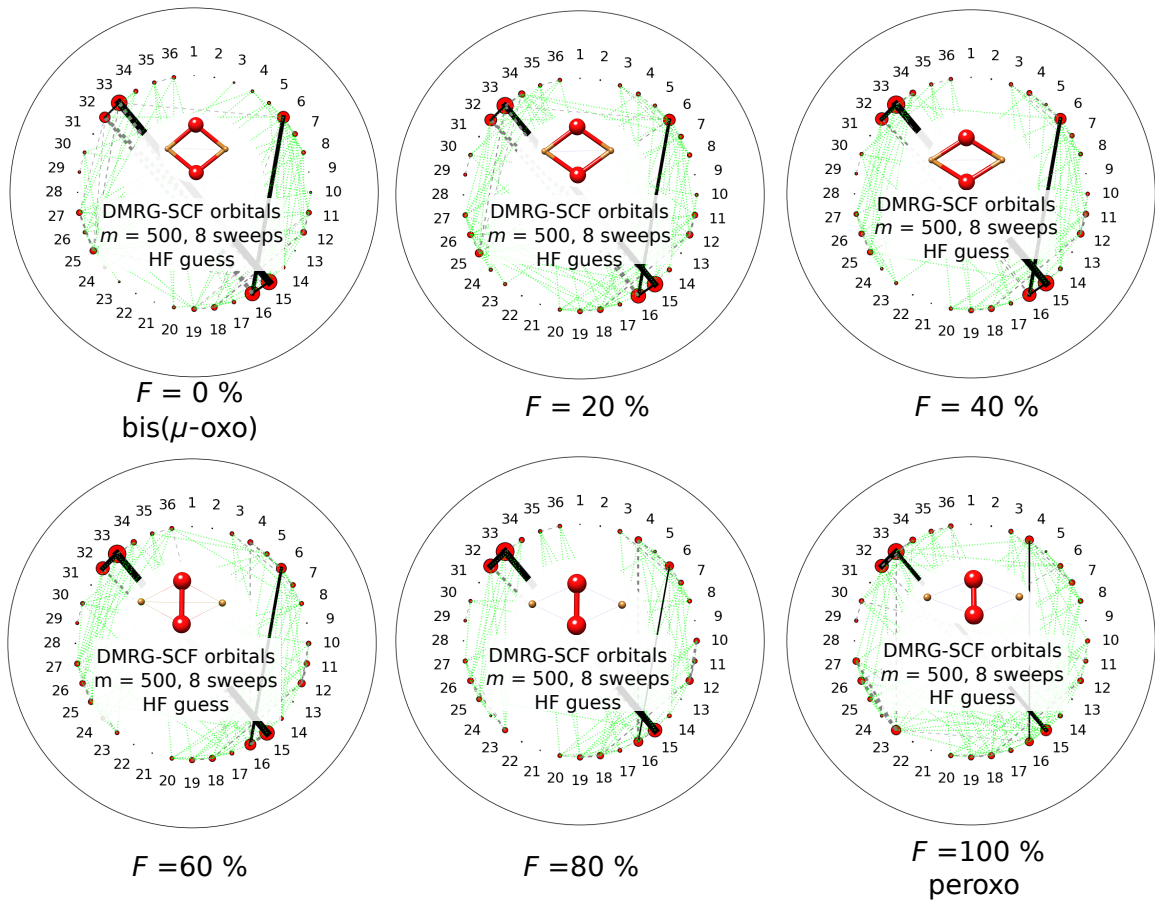 1 2 3 4 5 6 7 8 9 10 11 12 13 14 15 16 17 18 19 20 21 22 23 24 25 26 27 28 29 30 31 32 33 34 35 36
DMRG-SCF orbitals
m = 500, 8 sweeps
HF guess
F = 0 %
bis(μ-oxo)
1 2 3 4 5 6 7 8 9 10 11 12 13 14 15 16 17 18 19 20 21 22 23 24 25 26 27 28 29 30 31 32 33 34 35 36
DMRG-SCF orbitals
m = 500, 8 sweeps
HF guess
F = 20 %
1 2 3 4 5 6 7 8 9 10 11 12 13 14 15 16 17 18 19 20 21 22 23 24 25 26 27 28 29 30 31 32 33 34 35 36
DMRG-SCF orbitals
m = 500, 8 sweeps
HF guess
F = 40 %
1 2 3 4 5 6 7 8 9 10 11 12 13 14 15 16 17 18 19 20 21 22 23 24 25 26 27 28 29 30 31 32 33 34 35 36
DMRG-SCF orbitals
m = 500, 8 sweeps
HF guess
F =60 %
1 2 3 4 5 6 7 8 9 10 11 12 13 14 15 16 17 18 19 20 21 22 23 24 25 26 27 28 29 30 31 32 33 34 35 36
DMRG-SCF orbitals
m = 500, 8 sweeps
HF guess
F =80 %
1 2 3 4 5 6 7 8 9 10 11 12 13 14 15 16 17 18 19 20 21 22 23 24 25 26 27 28 29 30 31 32 33 34 35 36
DMRG-SCF orbitals
m = 500, 8 sweeps
HF guess
F =100 %
peroxo